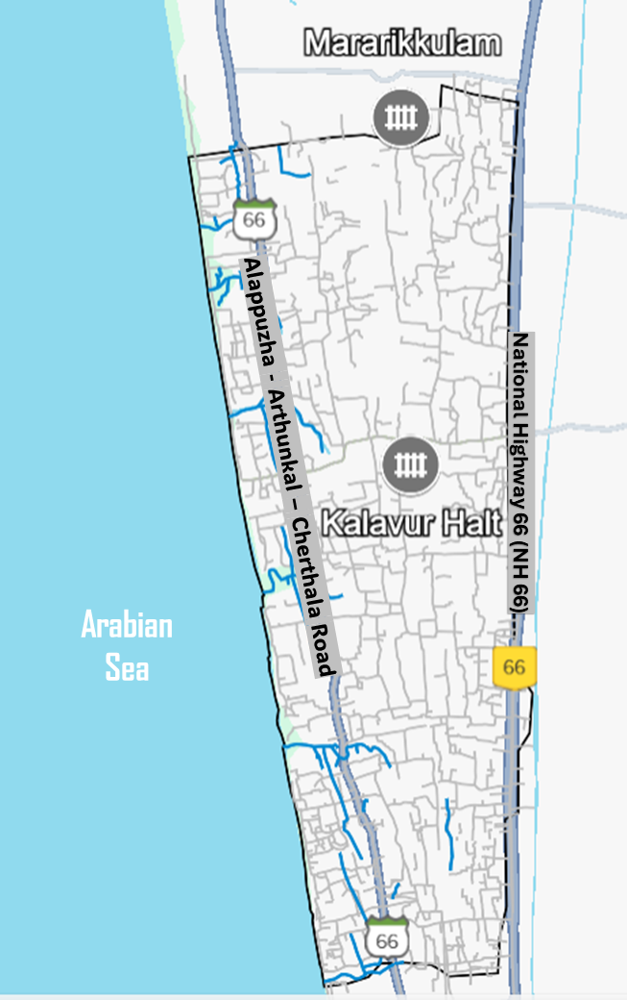 Mararikkulam
66
Alappuzha - Arthunkal – Cherthala Road
National Highway 66 (NH 66)
Kalavur Halt
Arabian
Sea
66
66